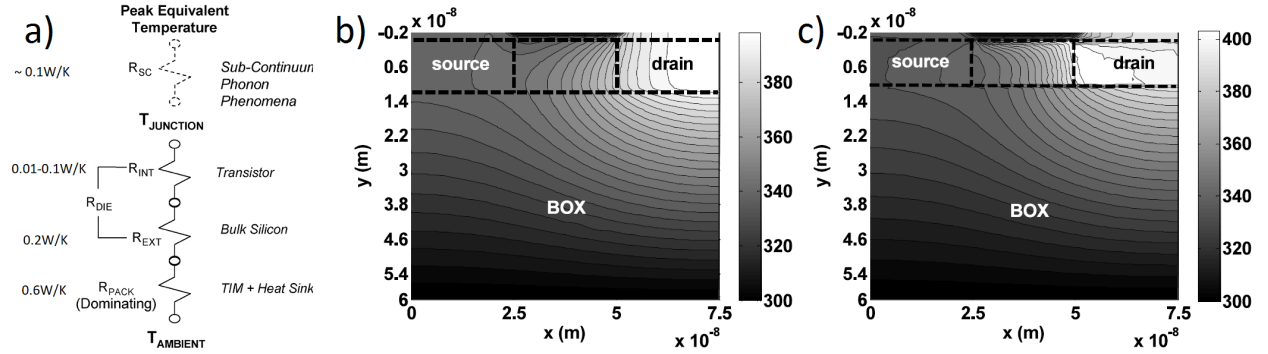 a)
Peak Equivalent
Temperature
~ 0.1W/K
R_SC
Sub-Continuum
Phonon
Phenomena
T_JUNCTION
0.01-0.1W/K
R_INT
Transistor
R_DIE
0.2W/K
R_EXT
Bulk Silicon
0.6W/K
R_PACK
(Dominating)
TIM + Heat Sink
T_AMBIENT
b)
x 10^-8
-0.2
0.6
1.4
2.2
3
3.8
4.6
5.4
6
y (m)
source
drain
BOX
0
2.5
5
7.5
x (m)
x 10^-8
380
360
340
320
300
c)
x 10^-8
-0.2
0.6
1.4
2.2
3
3.8
4.6
5.4
6
y (m)
source
drain
BOX
0
2.5
5
7.5
x (m)
x 10^-8
400
380
360
340
320
300